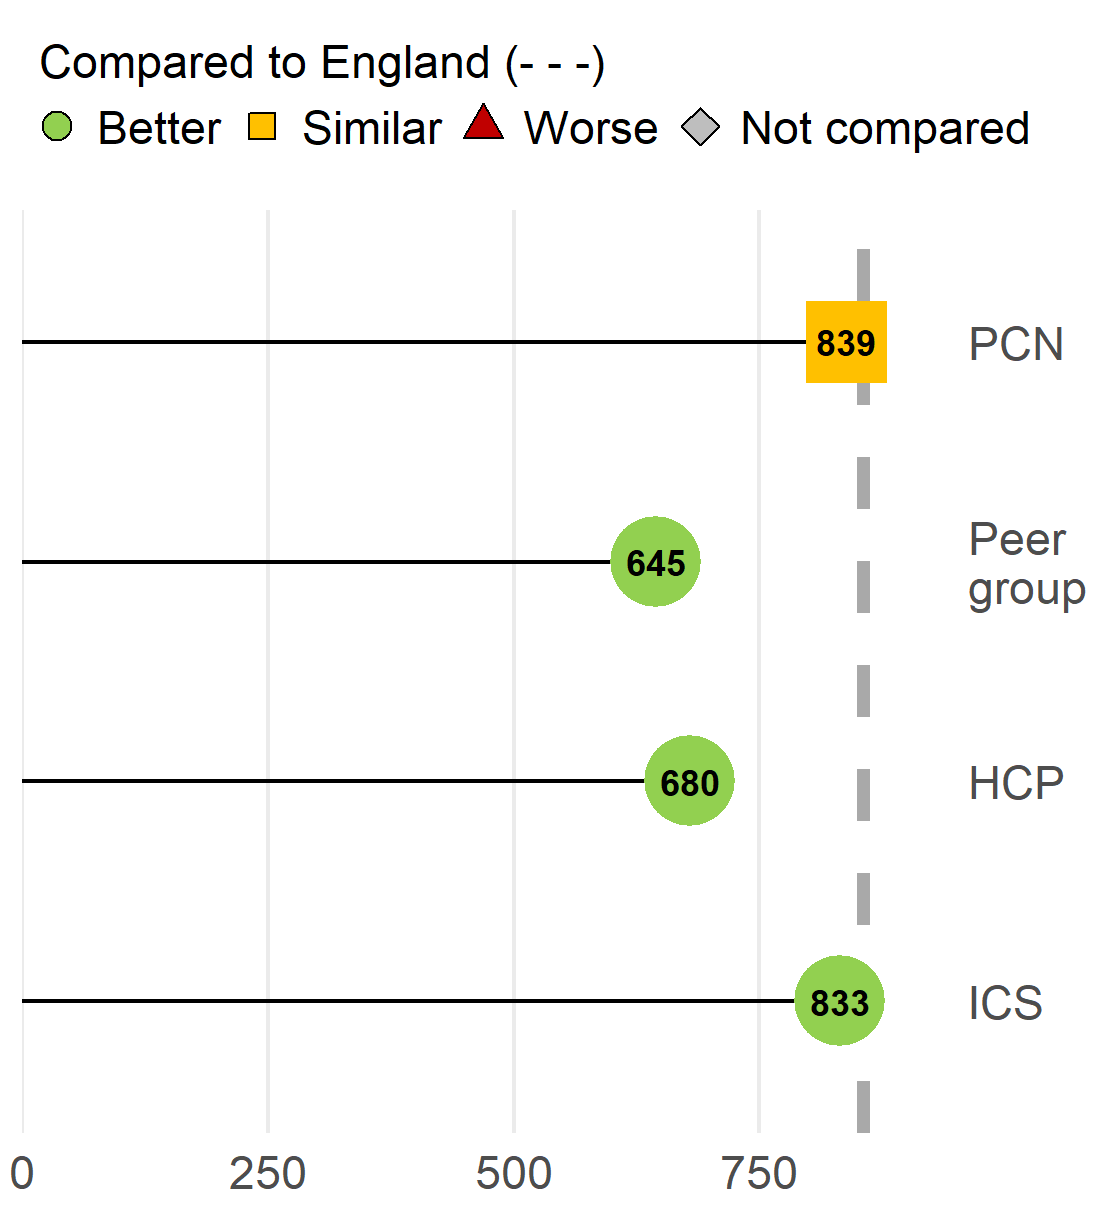 Compared to England (- - -)
Better Similar Worse Not compared
839 PCN
645 Peer
group
680 HCP
833 ICS
0 250 500 750